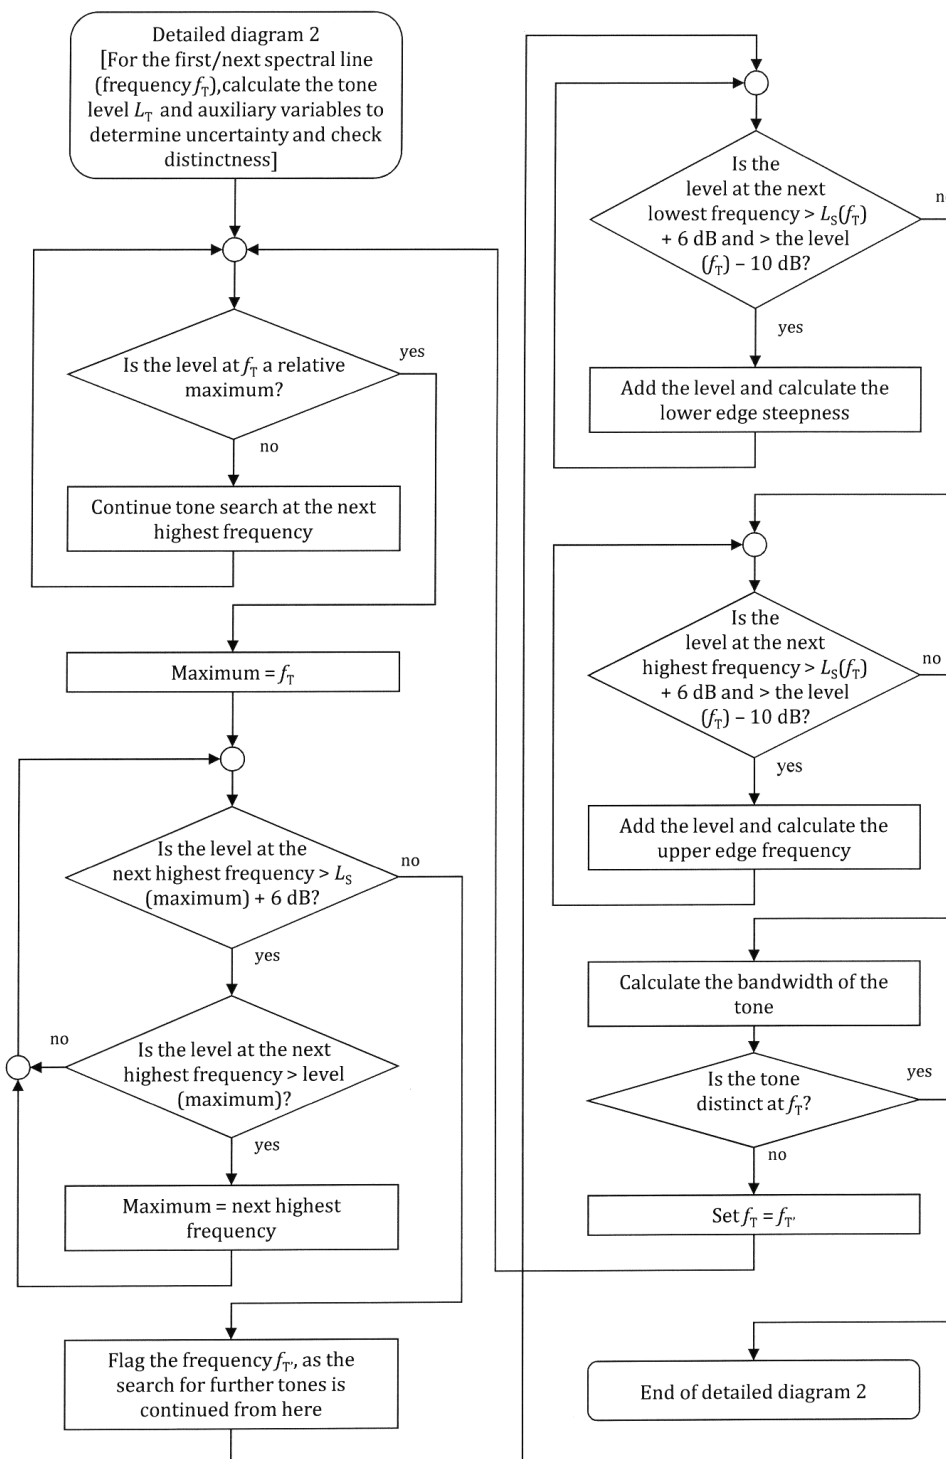 Detailed diagram 2
[For the first/next spectral line
(frequency fT),calculate the tone
level LT and auxiliary variables to
determine uncertainty and check
distinctness]
Is the level at fT a relative
maximum?
yes
no
Continue tone search at the next
highest frequency
Maximum = fT
Is the level at the
next highest frequency > LS
(maximum) + 6 dB?
no
yes
Is the level at the next
highest frequency > level
(maximum)?
no
yes
Maximum = next highest
frequency
Flag the frequency fT', as the
search for further tones is
continued from here
Is the
level at the next
lowest frequency > LS(fT)
+ 6 dB and > the level
(fT) – 10 dB?
yes
Add the level and calculate the
lower edge steepness
Is the
level at the next
highest frequency > LS(fT)
+ 6 dB and > the level
(fT) – 10 dB?
no
yes
Add the level and calculate the
upper edge frequency
Calculate the bandwidth of the
tone
Is the tone
distinct at fT?
yes
no
Set fT = fT'
End of detailed diagram 2